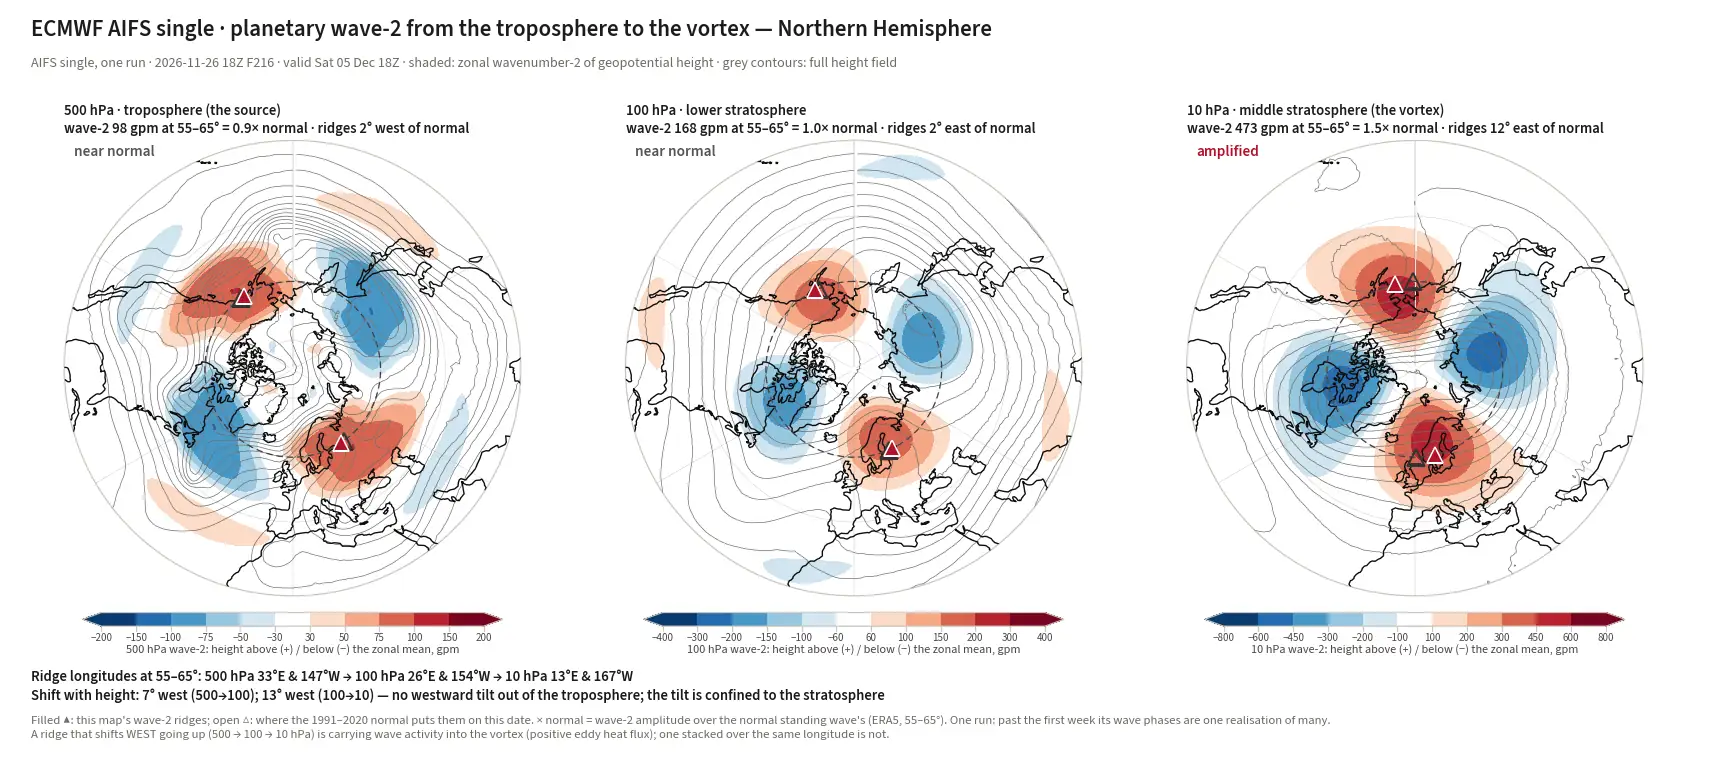 ECMWF AIFS single · planetary wave-2 from the troposphere to the vortex — Northern Hemisphere
AIFS single, one run · 2026-11-26 18Z F216 · valid Sat 05 Dec 18Z · shaded: zonal wavenumber-2 of geopotential height · grey contours: full height field
500 hPa · troposphere (the source)
wave-2 98 gpm at 55–65° = 0.9× normal · ridges 2° west of normal
near normal
100 hPa · lower stratosphere
wave-2 168 gpm at 55–65° = 1.0× normal · ridges 2° east of normal
near normal
10 hPa · middle stratosphere (the vortex)
wave-2 473 gpm at 55–65° = 1.5× normal · ridges 12° east of normal
amplified
−200 −150 −100 −75 −50 −30 30 50 75 100 150 200
500 hPa wave-2: height above (+) / below (−) the zonal mean, gpm
−400 −300 −200 −150 −100 −60 60 100 150 200 300 400
100 hPa wave-2: height above (+) / below (−) the zonal mean, gpm
−800 −600 −450 −300 −200 −100 100 200 300 450 600 800
10 hPa wave-2: height above (+) / below (−) the zonal mean, gpm
Ridge longitudes at 55–65°: 500 hPa 33°E & 147°W → 100 hPa 26°E & 154°W → 10 hPa 13°E & 167°W
Shift with height: 7° west (500→100); 13° west (100→10) — no westward tilt out of the troposphere; the tilt is confined to the stratosphere
Filled ▲: this map's wave-2 ridges; open △: where the 1991–2020 normal puts them on this date. × normal = wave-2 amplitude over the normal standing wave's (ERA5, 55–65°). One run: past the first week its wave phases are one realisation of many.
A ridge that shifts WEST going up (500 → 100 → 10 hPa) is carrying wave activity into the vortex (positive eddy heat flux); one stacked over the same longitude is not.